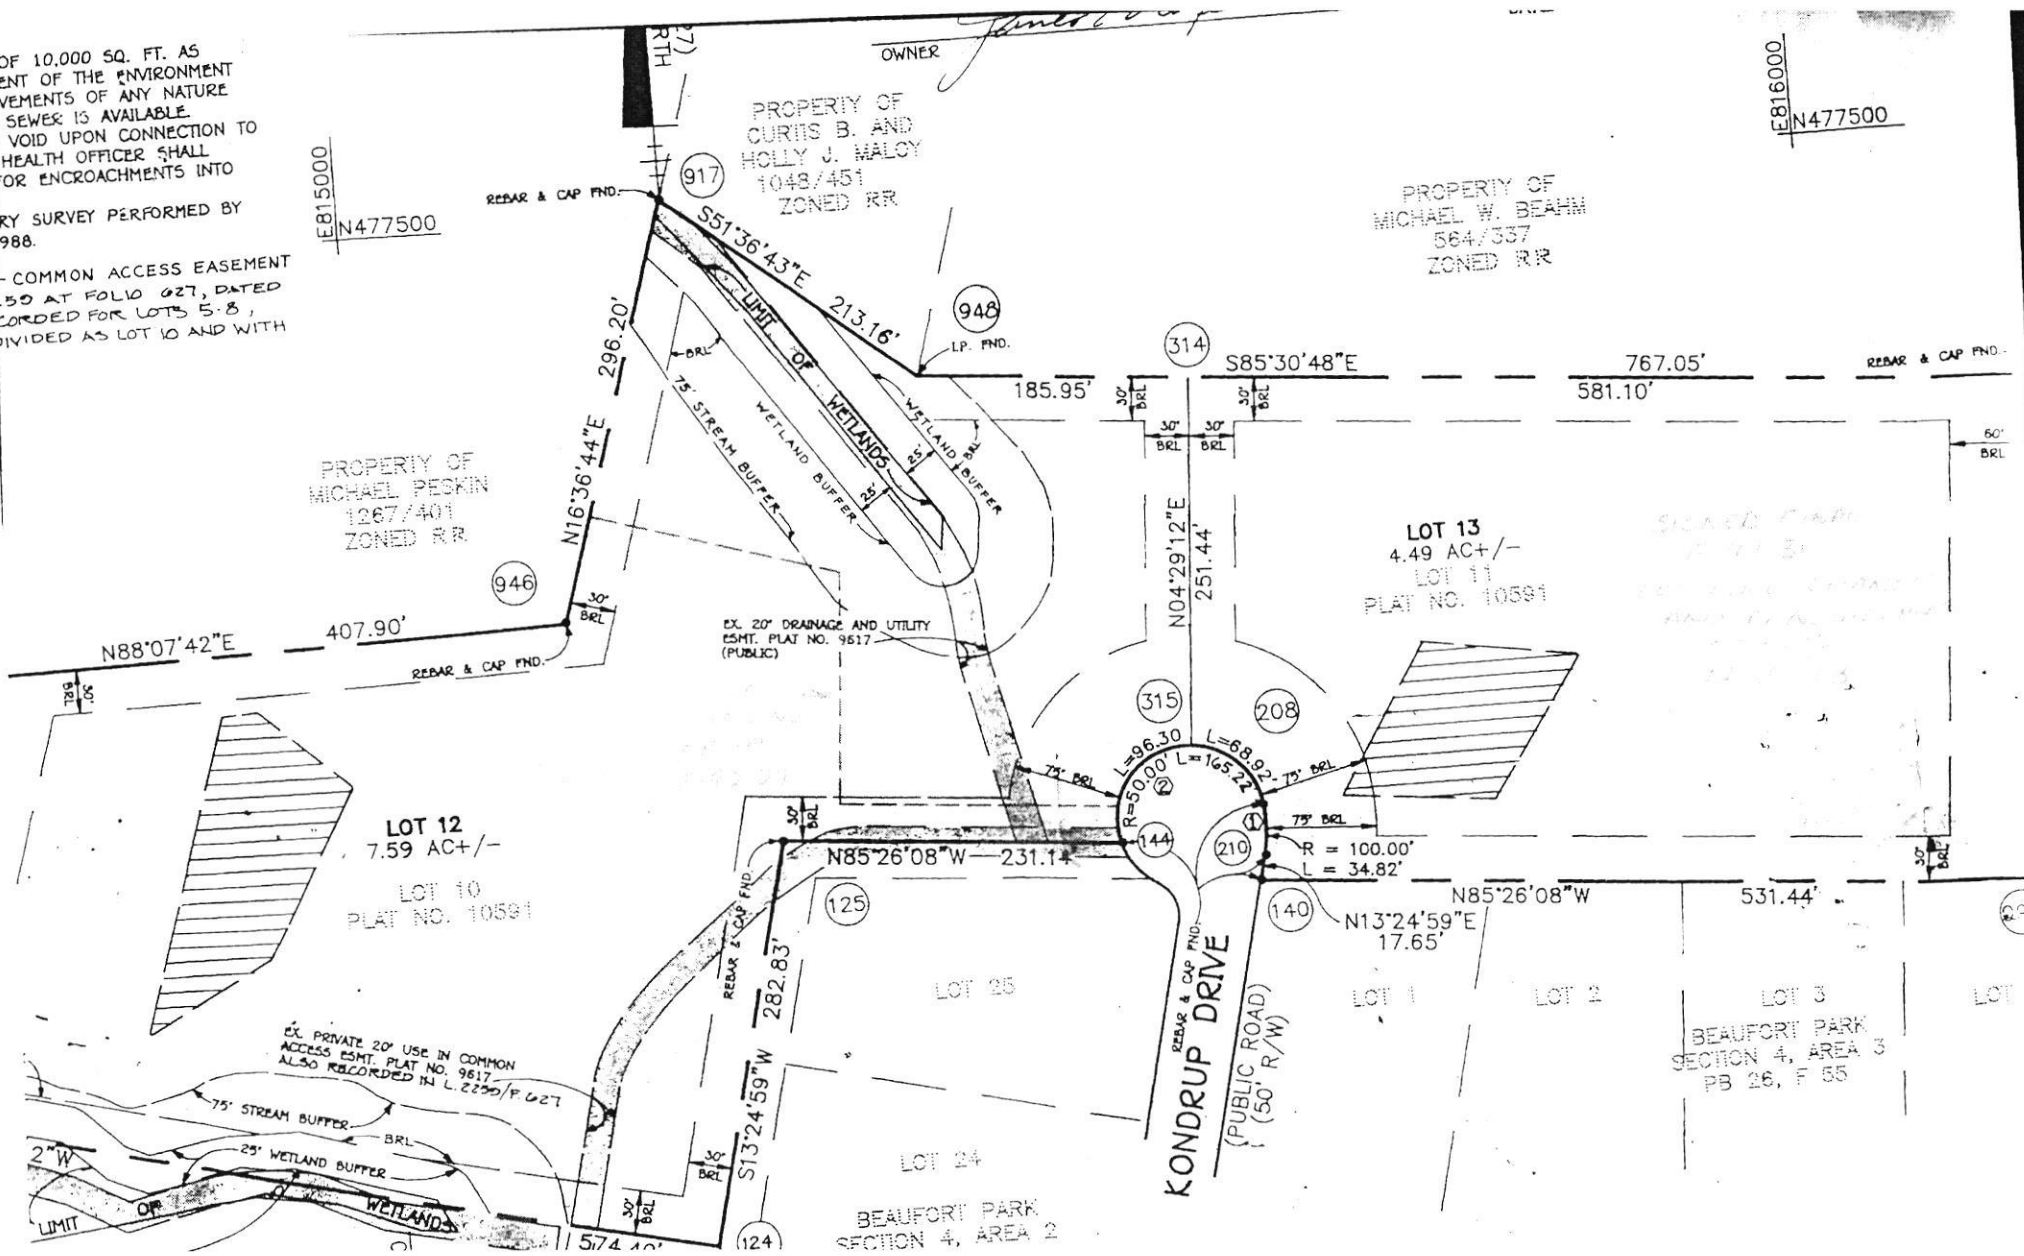 OF 10,000 SQ. FT. AS
ENT OF THE ENVIRONMENT
VEMENTS OF ANY NATURE
SEWER IS AVAILABLE.
VOID UPON CONNECTION TO
HEALTH OFFICER SHALL
FOR ENCROACHMENTS INTO
RY SURVEY PERFORMED BY
988.
- COMMON ACCESS EASEMENT
AT FOLIO 627, DATED
CORDED FOR LOTS 5-8,
DIVIDED AS LOT 10 AND WITH
E815000
N477500
27)
RTH
OWNER
BRL
E816000
N477500
PROPERTY OF
CURTIS B. AND
HOLLY J. MALOY
1048/451
ZONED RR
PROPERTY OF
MICHAEL W. BEAHM
564/337
ZONED RR
REBAR & CAP FND.
917
S51°36'43"E
213.16'
948
I.P. FND.
314
S85°30'48"E
767.05'
REBAR & CAP FND.
185.95'
581.10'
30'
BRL
30'
BRL
30'
BRL
30'
BRL
60'
BRL
296.20'
N16°36'44"E
BRL
LIMIT
OF
WETLANDS
75' STREAM BUFFER
WETLAND BUFFER
25'
25'
WETLAND BUFFER
BRL
PROPERTY OF
MICHAEL PESKIN
1267/401
ZONED RR
946
30'
BRL
N88°07'42"E
407.90'
REBAR & CAP FND.
30'
BRL
N04°29'12"E
251.44'
LOT 13
4.49 AC+/-
LOT 11
PLAT NO. 10591
EX. 20' DRAINAGE AND UTILITY
ESMT. PLAT NO. 9617
(PUBLIC)
315
208
L=96.30
L=68.92
R=50.00'
L=165.22
2
75' BRL
75' BRL
75' BRL
1
LOT 12
7.59 AC+/-
LOT 10
PLAT NO. 10591
30'
BRL
N85°26'08"W
231.14
144
210
R = 100.00'
L = 34.82'
30'
BRL
125
140
N85°26'08"W
531.44'
N13°24'59"E
17.65'
REBAR & CAP FND.
282.83'
S13°24'59"W
REBAR & CAP FND.
KONDRUP DRIVE
(PUBLIC ROAD)
(50' R/W)
LOT 25
LOT 1
LOT 2
LOT 3
LOT
BEAUFORT PARK
SECTION 4, AREA 3
PB 26, F 55
EX. PRIVATE 20' USE IN COMMON
ACCESS ESMT. PLAT NO. 9617
ALSO RECORDED IN L.2259/F.627
75' STREAM BUFFER
BRL
25' WETLAND BUFFER
2"W
LIMIT
OF
WETLANDS
30'
BRL
30'
BRL
574.40'
124
LOT 24
BEAUFORT PARK
SECTION 4, AREA 2